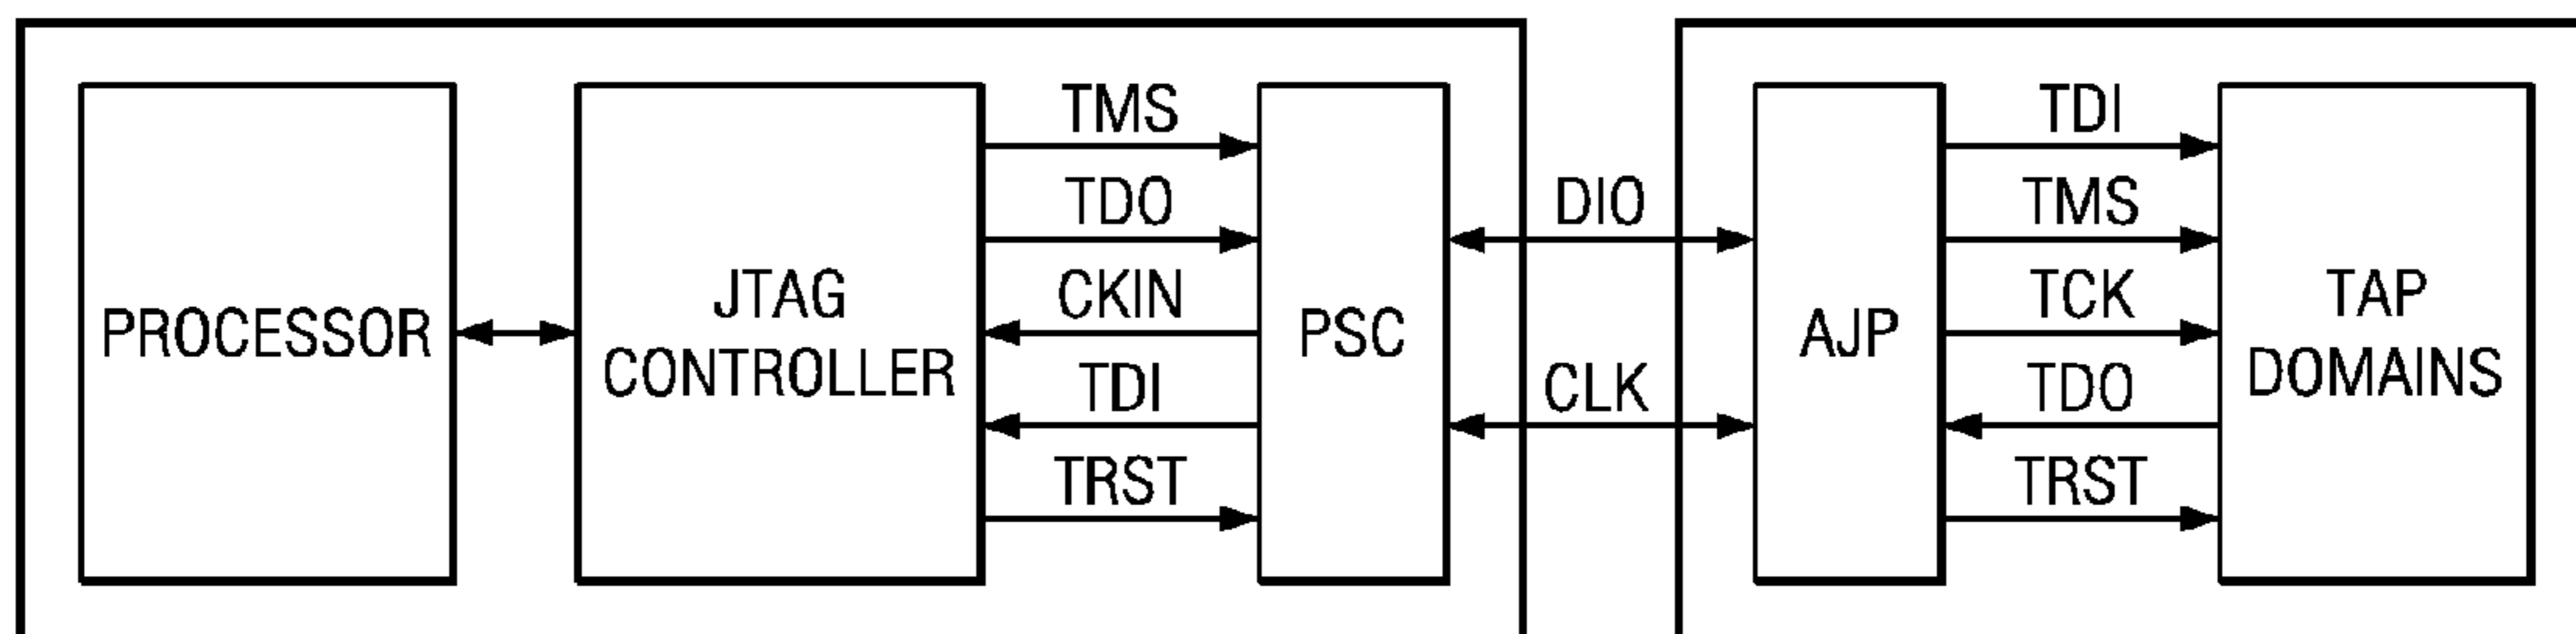 PROCESSOR
JTAG
CONTROLLER
TMS
TDO
CKIN
TDI
TRST
PSC
DIO
CLK
AJP
TDI
TMS
TCK
TDO
TRST
TAP
DOMAINS